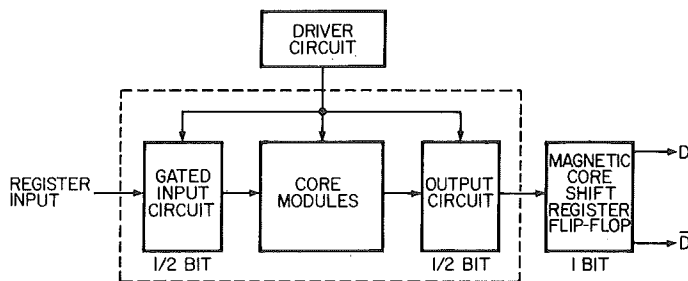 DRIVER
CIRCUIT
REGISTER
INPUT
GATED
INPUT
CIRCUIT
1/2 BIT
CORE
MODULES
OUTPUT
CIRCUIT
1/2 BIT
MAGNETIC
CORE
SHIFT
REGISTER
FLIP-FLOP
1 BIT
D
D̅